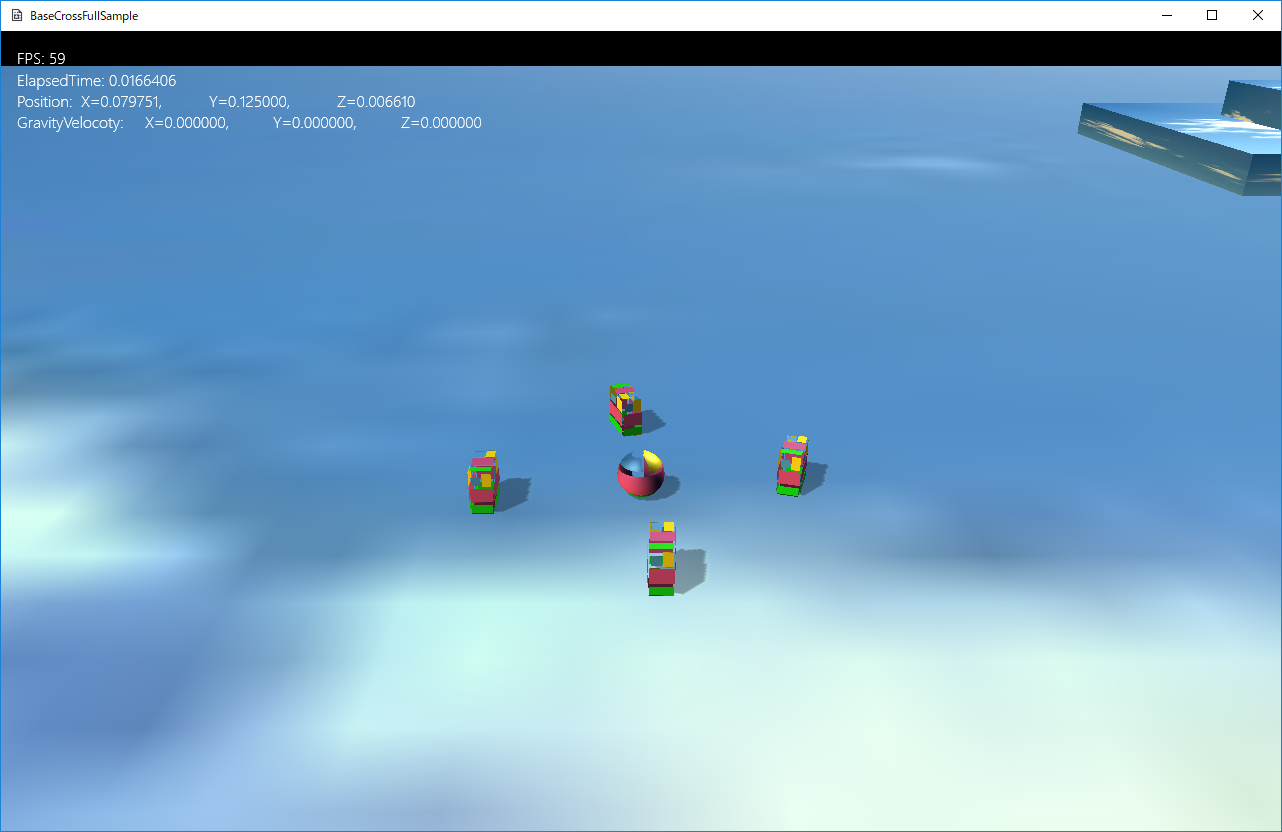 BaseCrossFullSample
FPS: 59
ElapsedTime: 0.0166406
Position: X=0.079751, Y=0.125000, Z=0.006610
GravityVelocoty: X=0.000000, Y=0.000000, Z=0.000000